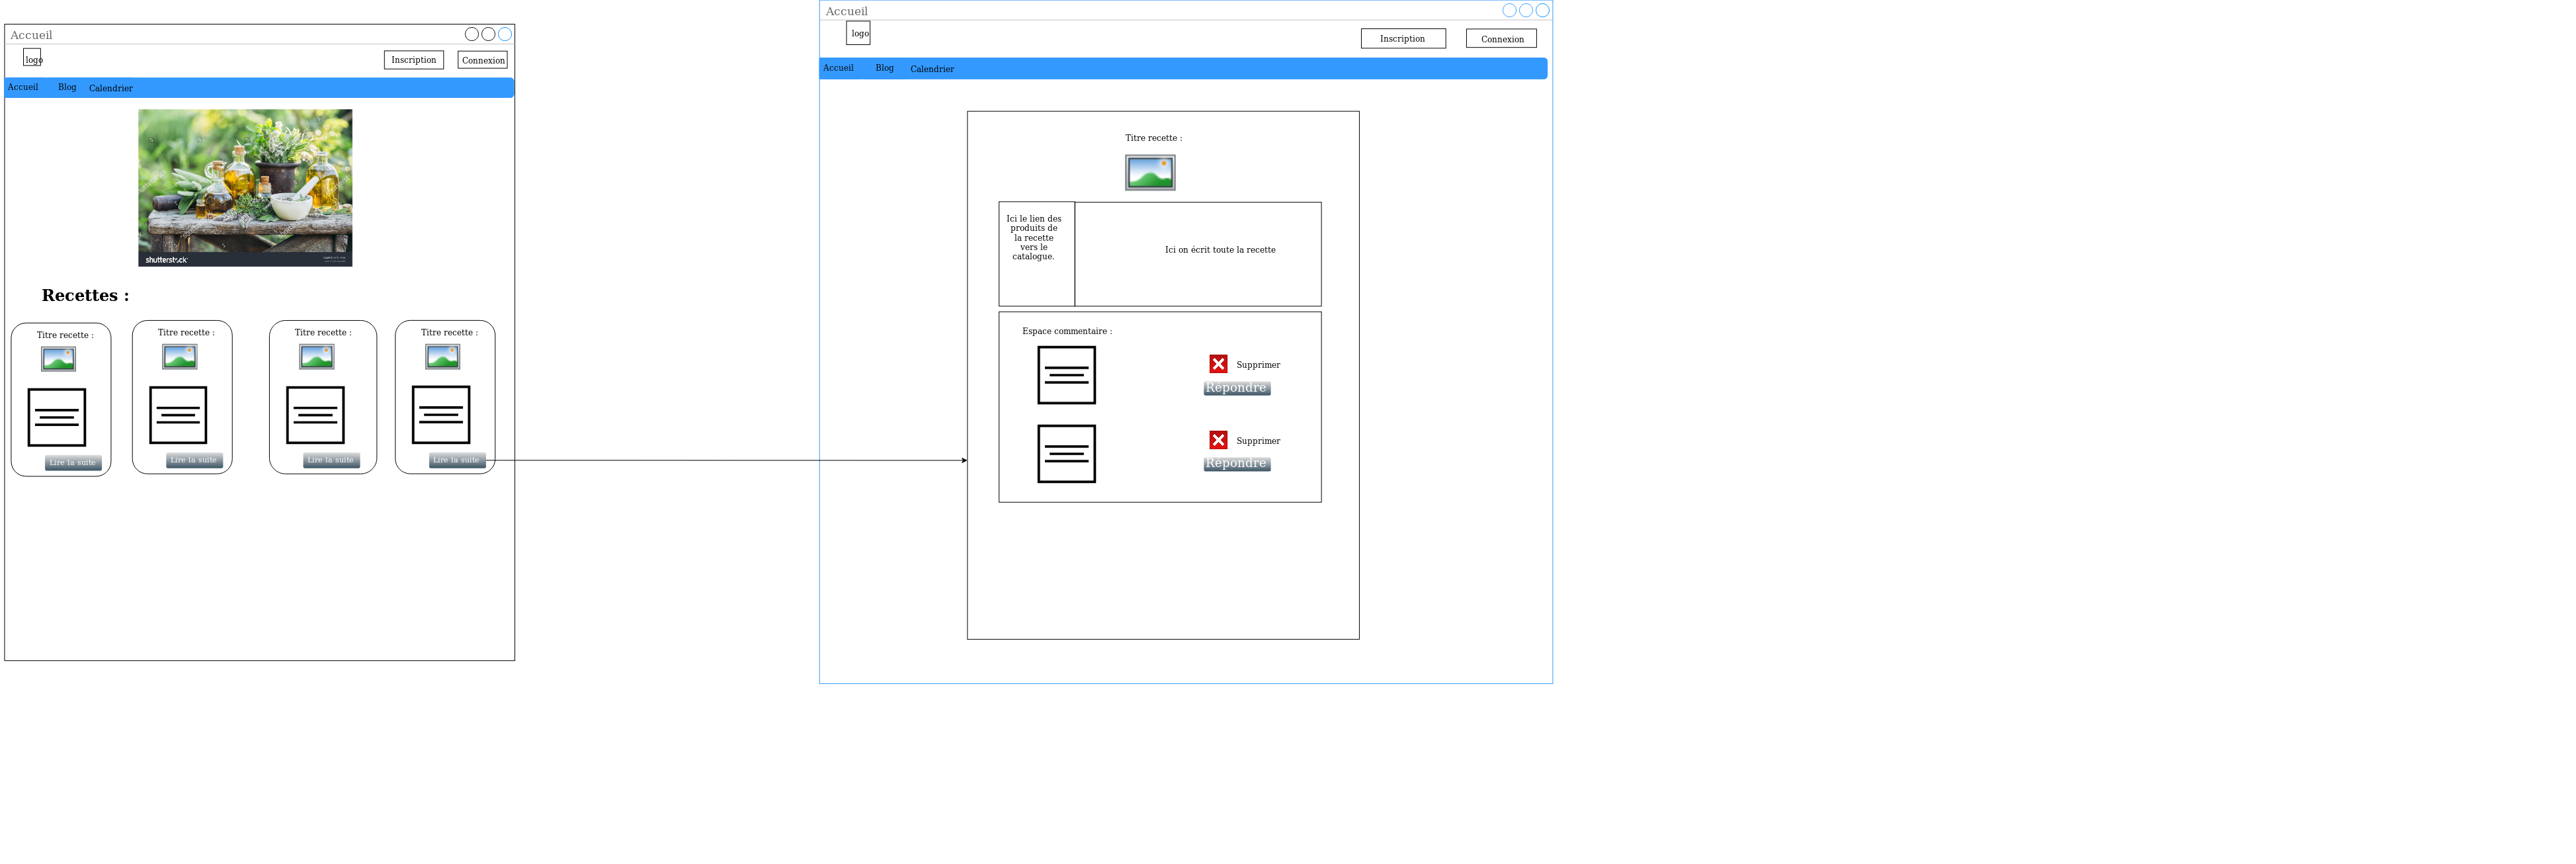 Accueil
logo
Inscription
Connexion
Accueil
Blog
Calendrier
shutterstock
Recettes :
Titre recette :
Lire la suite
Titre recette :
Lire la suite
Titre recette :
Lire la suite
Titre recette :
Lire la suite
Accueil
logo
Inscription
Connexion
Accueil
Blog
Calendrier
Titre recette :
Ici le lien des
produits de
la recette
vers le
catalogue.
Ici on écrit toute la recette
Espace commentaire :
Supprimer
Répondre
Supprimer
Répondre